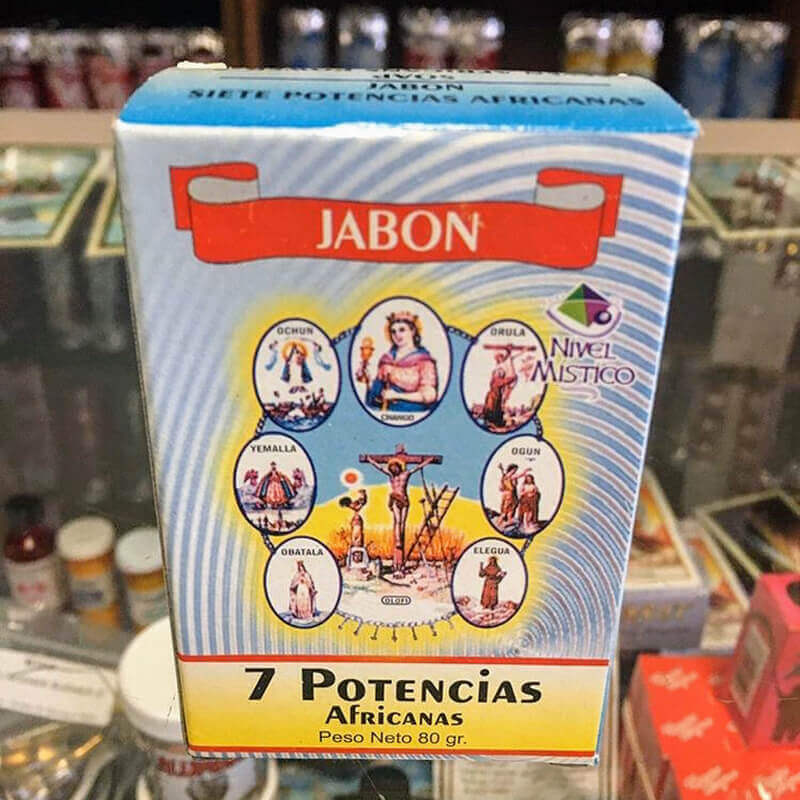 JABON
SIETE POTENCIAS AFRICANAS
JABON
OCHUN
CHANGO
ORULA
NIVEL
MISTICO
YEMALLA
OGUN
OBATALA
ELEGUA
OLOFI
7 POTENCIAS
AFRICANAS
Peso Neto 80 gr.